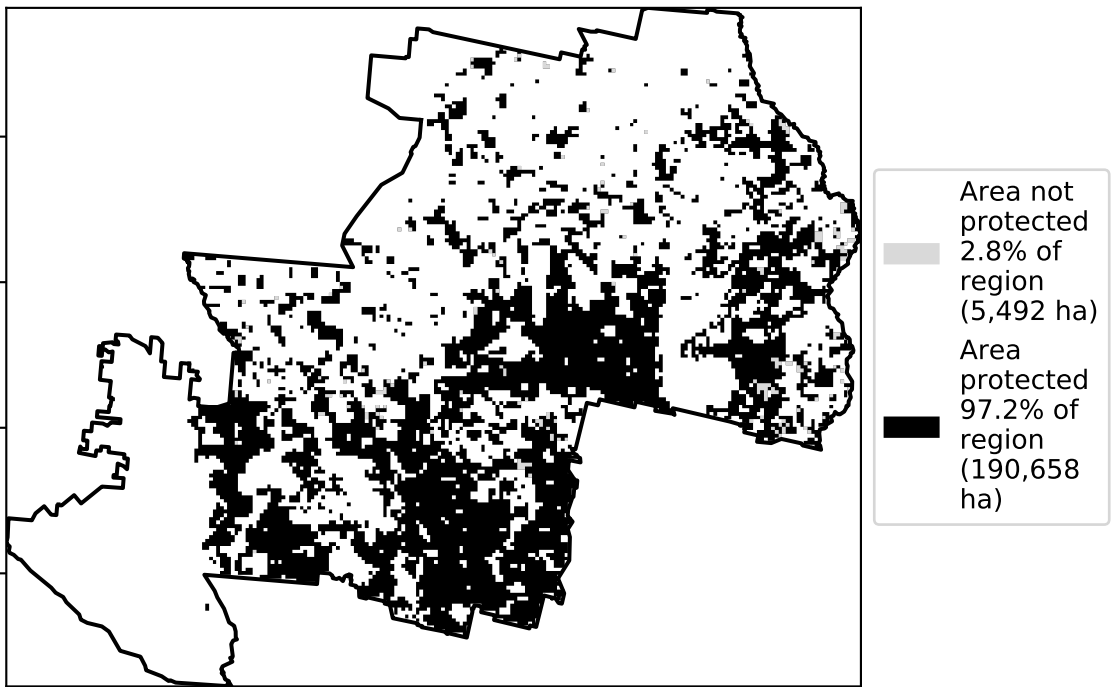 Area not
protected
2.8% of
region
(5,492 ha)
Area
protected
97.2% of
region
(190,658
ha)